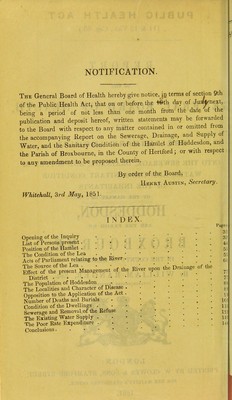 NOTIFICATION.
The General Board of Health hereby give notice, in terms of section 9th
of the Public Health Act, that on or before the th day of
being a period of not less than one month from the date of the
publication and deposit hereof, written statements may be forwarded
to the Board with respect to any matter contained in or omitted from
the accompanying Report on the Sewerage, Drainage, and Supply of
Water, and the Sanitary Condition of the Hamlet of Hoddesdon, and
the Parish of Broxbourne, in the County of Hertford; or with respect
to any amendment to be proposed therein.
By order of the Board,
Henry Austin, Secretary.
Whitehall, 3rd May, 1851.
INDEX.
Opening of the Inquiry
List of Persons present
Position of the Hamlet
The Condition of the Lea
Acts of Parliament relating to the River
The Source of the Lea
Effect of the present Management of the River upon the Drainage of the
District
The Population of Hoddesdon
The Localities and Character of Disease
Opposition to the Application of the Act
Number of Deaths and Burials
Condition of the Dwellings
Sewerage and Removal of the Refuse
The Existing Water Supply
The Poor Rate Expenditure
Conclusions